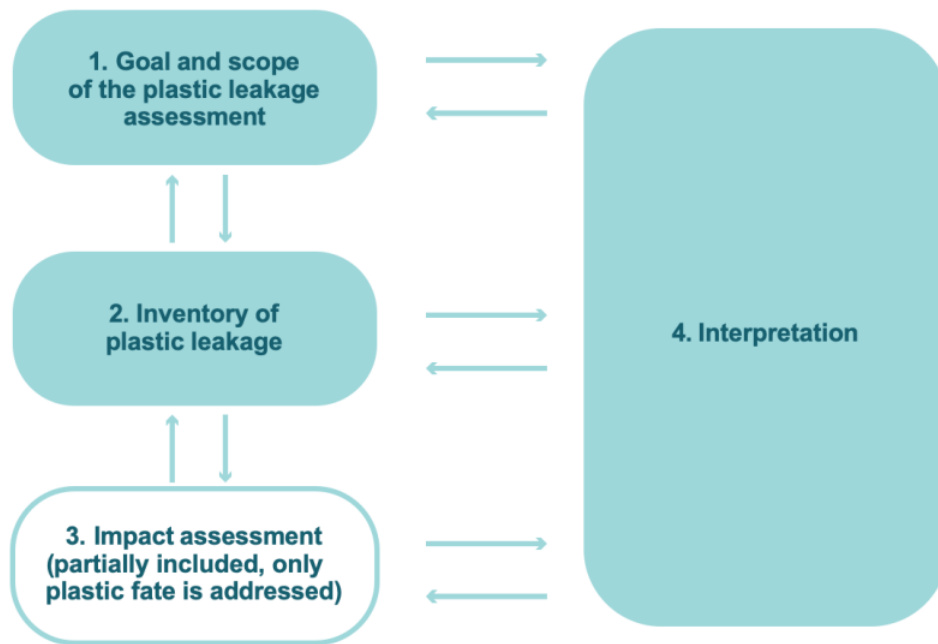 1. Goal and scope
of the plastic leakage
assessment
2. Inventory of
plastic leakage
4. Interpretation
3. Impact assessment
(partially included, only
plastic fate is addressed)